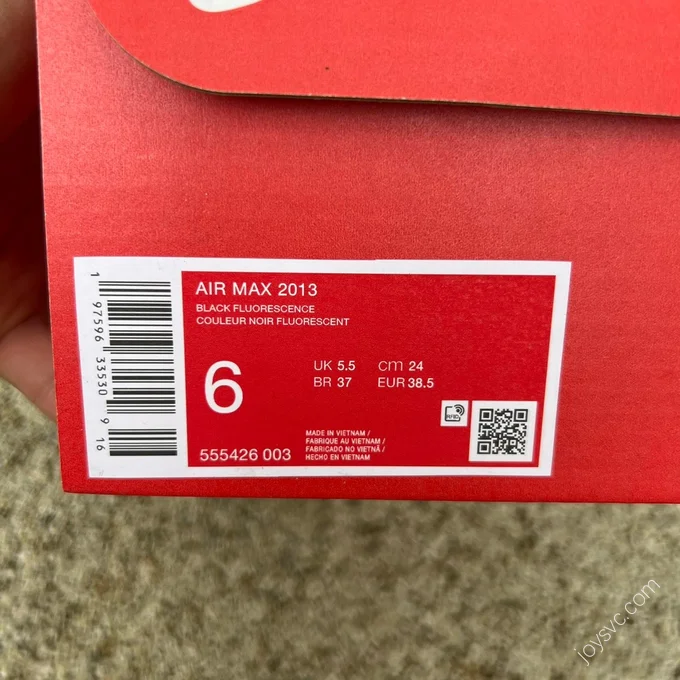 AIR MAX 2013
BLACK FLUORESCENCE
COULEUR NOIR FLUORESCENT
6
UK 5.5 cm 24
BR 37 EUR 38.5
555426 003
MADE IN VIETNAM /
FABRIQUE AU VIETNAM /
FABRICADO NO VIETNÃ /
HECHO EN VIETNAM
RFID
1 97596 33530 9 16
joysvc.com